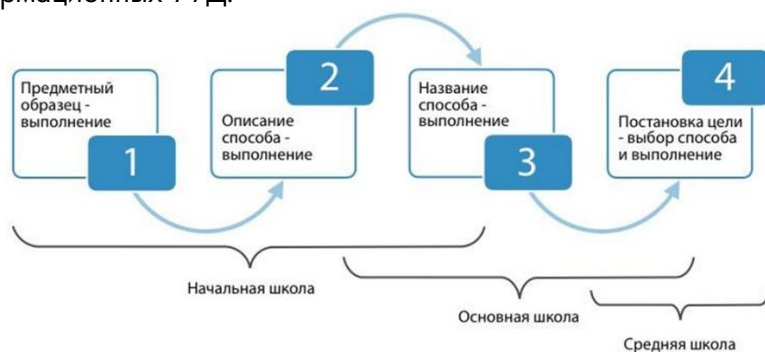 Предметный
образец -
выполнение
1
2
Описание
способа -
выполнение
Название
способа -
выполнение
3
4
Постановка цели
- выбор способа
и выполнение
Начальная школа
Основная школа
Средняя школа